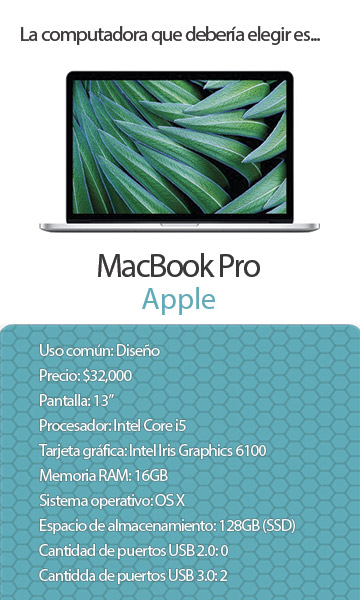 La computadora que debería elegir es...
MacBook Pro
Apple
Uso común: Diseño
Precio: $32,000
Pantalla: 13”
Procesador: Intel Core i5
Tarjeta gráfica: Intel Iris Graphics 6100
Memoria RAM: 16GB
Sistema operativo: OS X
Espacio de almacenamiento: 128GB (SSD)
Cantidad de puertos USB 2.0: 0
Cantidda de puertos USB 3.0: 2